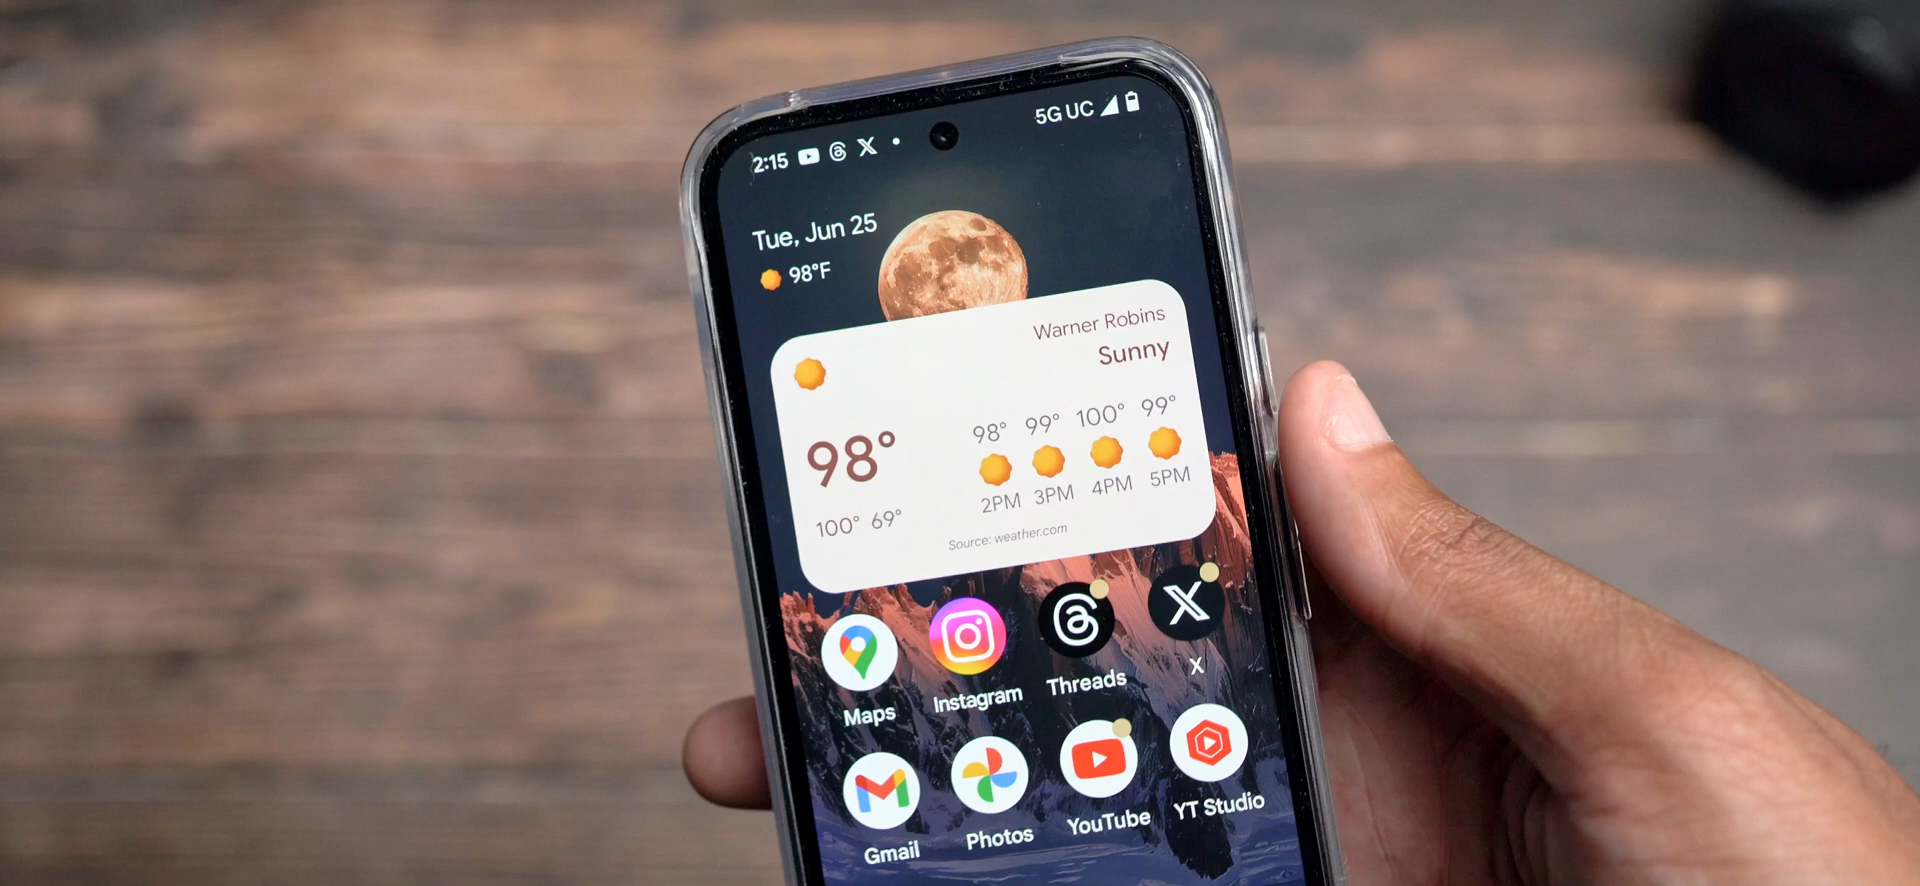 2:15
5G UC
Tue, Jun 25
98°F
Warner Robins
Sunny
98°
98° 99° 100° 99°
2PM 3PM 4PM 5PM
100° 69°
Source: weather.com
Maps Instagram Threads X
Gmail Photos YouTube YT Studio